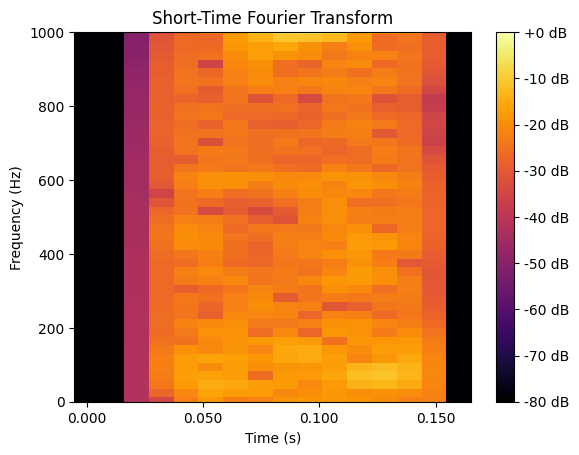 Short-Time Fourier Transform
1000
800
600
400
200
0
Frequency (Hz)
0.000
0.050
0.100
0.150
Time (s)
+0 dB
-10 dB
-20 dB
-30 dB
-40 dB
-50 dB
-60 dB
-70 dB
-80 dB